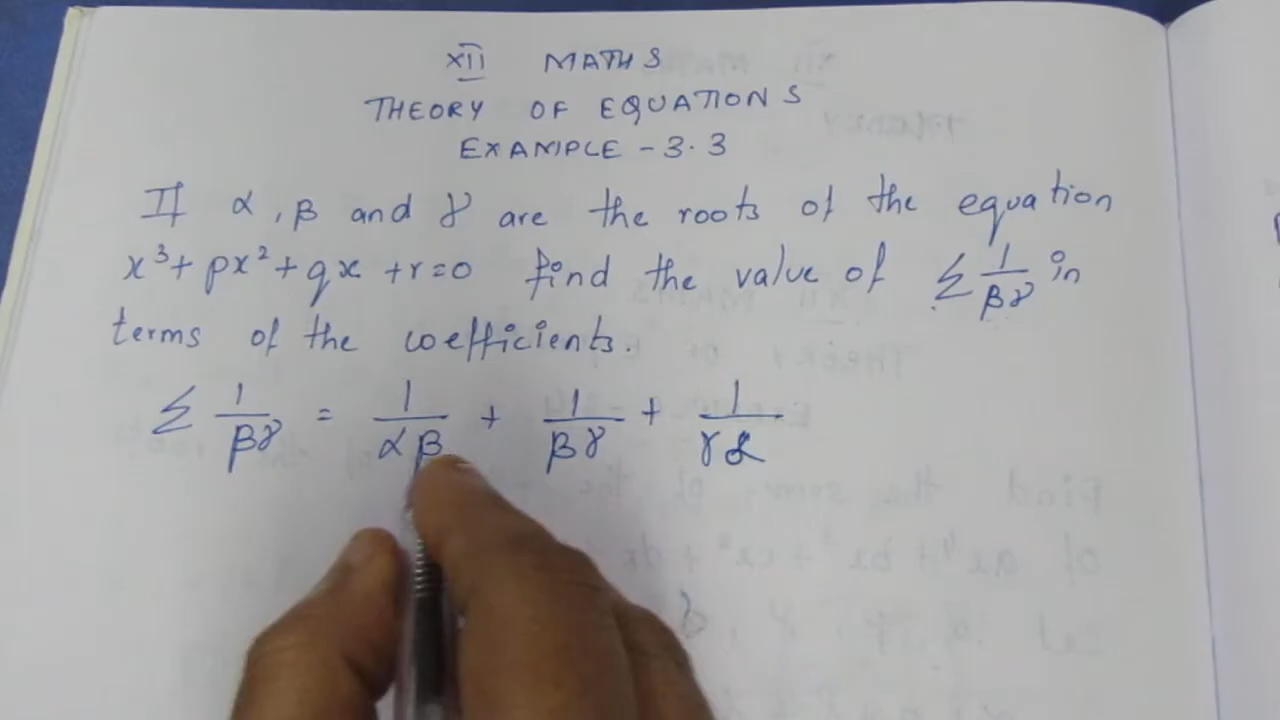 XII MATHS
THEORY OF EQUATIONS
EXAMPLE - 3.3
If α, β and γ are the roots of the equation
x³ + px² + qx + r = 0 find the value of Σ 1/βγ in
terms of the coefficients.
Σ 1/βγ = 1/αβ + 1/βγ + 1/γα